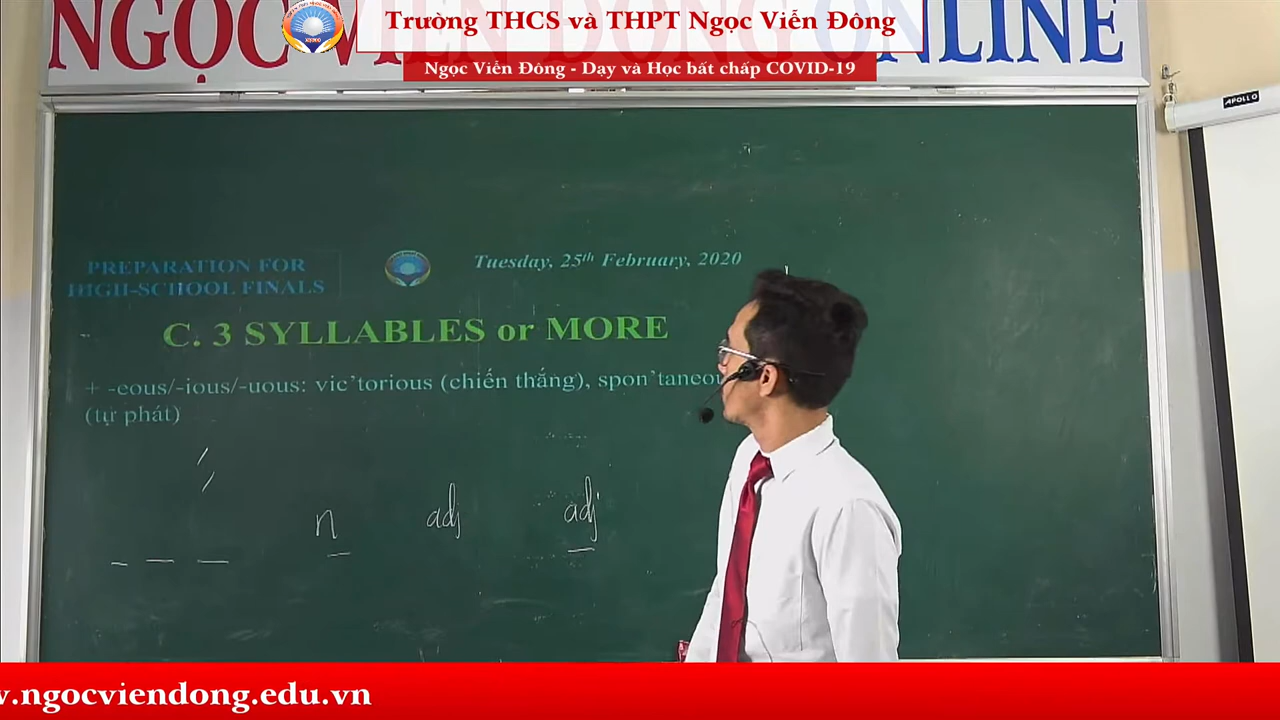 NGỌC VIỄN ĐÔNG ONLINE
Trường THCS và THPT Ngọc Viễn Đông
Ngọc Viễn Đông - Dạy và Học bất chấp COVID-19
APOLLO
PREPARATION FOR
HIGH-SCHOOL FINALS
Tuesday, 25th February, 2020
C. 3 SYLLABLES or MORE
+ -eous/-ious/-uous: vic’torious (chiến thắng), spon’taneou
(tự phát)
n adj adj
w.ngocviendong.edu.vn